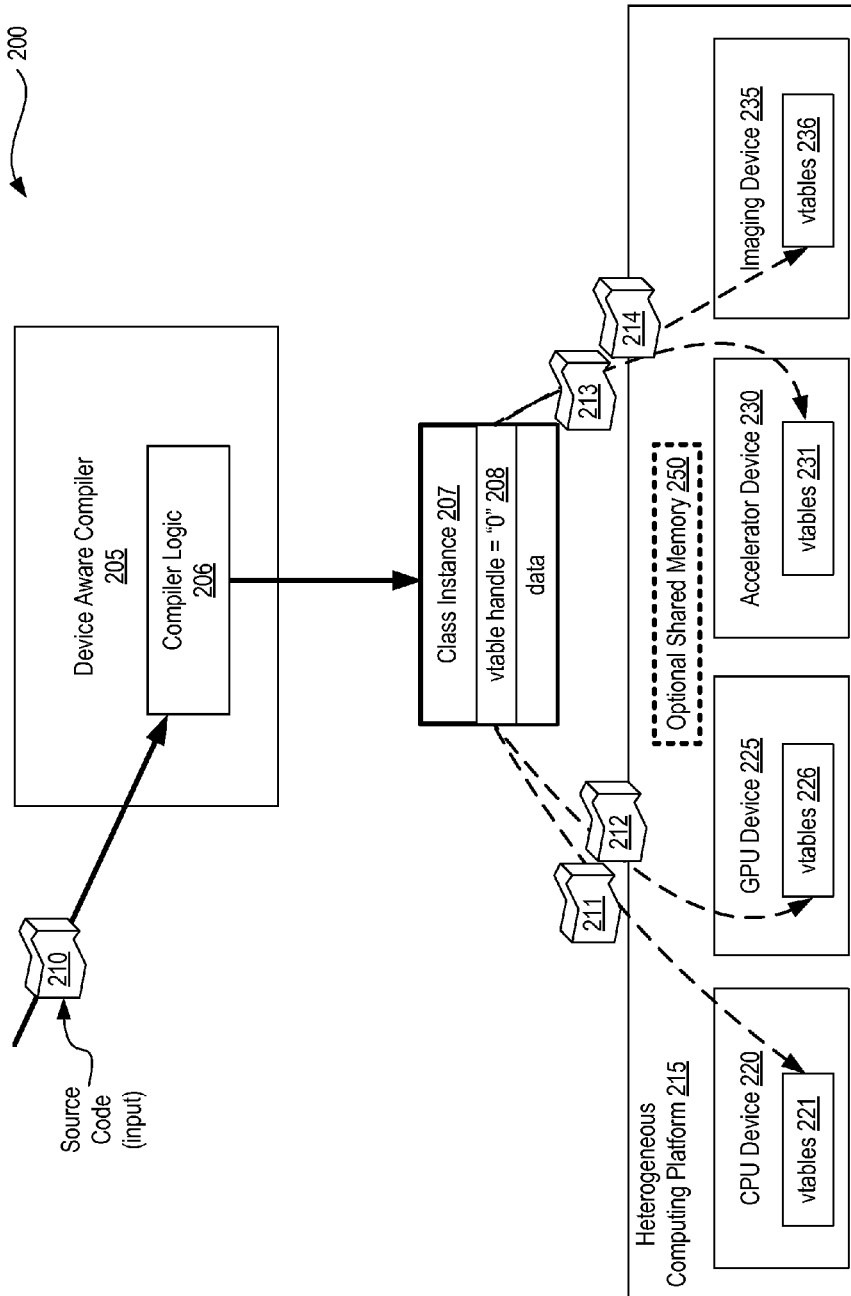 200
Device Aware Compiler
205
Compiler Logic
206
210
Source
Code
(input)
Class Instance 207
vtable handle = "0" 208
data
211
212
213
214
Heterogeneous
Computing Platform 215
Optional Shared Memory 250
CPU Device 220
vtables 221
GPU Device 225
vtables 226
Accelerator Device 230
vtables 231
Imaging Device 235
vtables 236